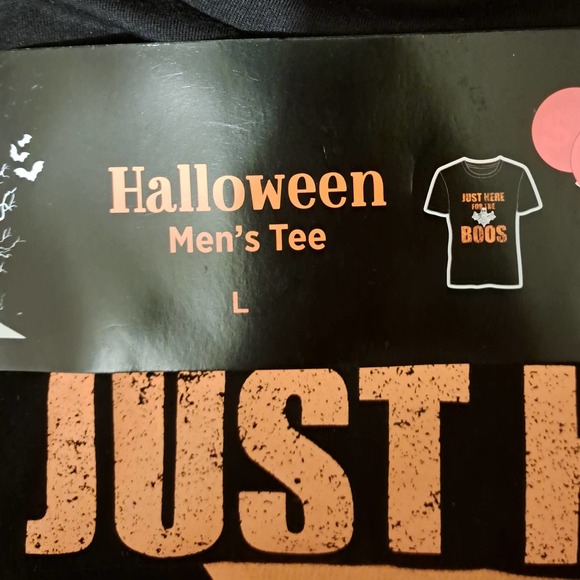 Halloween
Men's Tee
L
JUST HERE
FOR THE
BOOS
JUST H